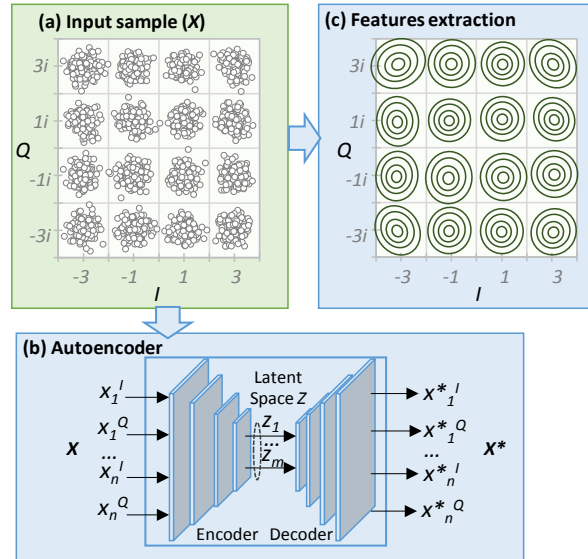 (a) Input sample (X)
3i
1i
Q
-1i
-3i
-3 -1 1 3
I
(c) Features extraction
3i
1i
Q
-1i
-3i
-3 -1 1 3
I
(b) Autoencoder
X
x₁ᴵ
x₁Q
...
xₙᴵ
xₙQ
Latent
Space Z
z₁
...
zₘ
Encoder Decoder
x*₁ᴵ
x*₁Q
...
x*ₙᴵ
x*ₙQ
X*